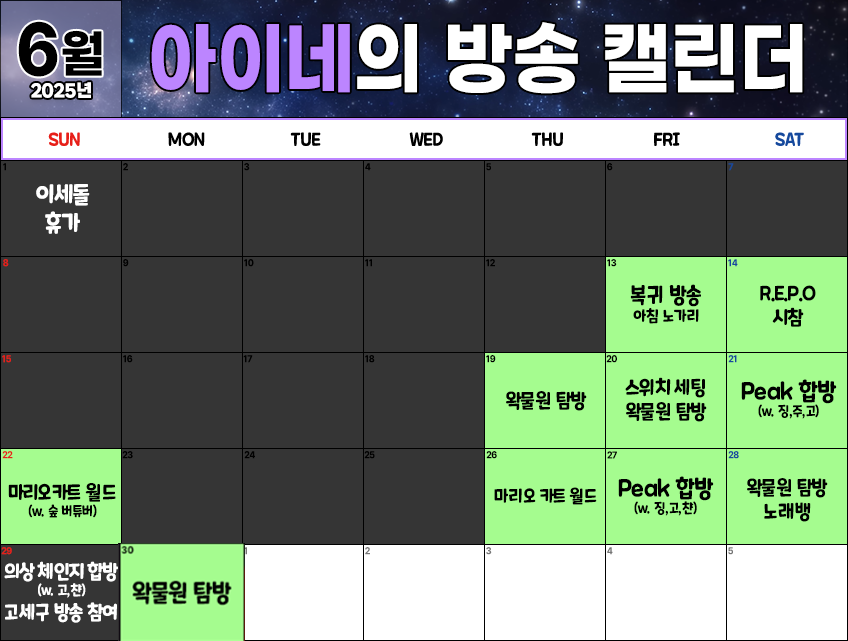 6월
2025년
아이네의 방송 캘린더
SUN MON TUE WED THU FRI SAT
1 2 3 4 5 6 7
이세돌
휴가
8 9 10 11 12 13 14
복귀 방송
아침 노가리
R.E.P.O
시참
15 16 17 18 19 20 21
왁물원 탐방
스위치 세팅
왁물원 탐방
Peak 합방
(w. 징,주,고)
22 23 24 25 26 27 28
마리오카트 월드
(w. 숲 버튜버)
마리오 카트 월드
Peak 합방
(w. 징,고,챤)
왁물원 탐방
노래뱅
29 30 1 2 3 4 5
의상 체인지 합방
(w. 고,챤)
고세구 방송 참여
왁물원 탐방